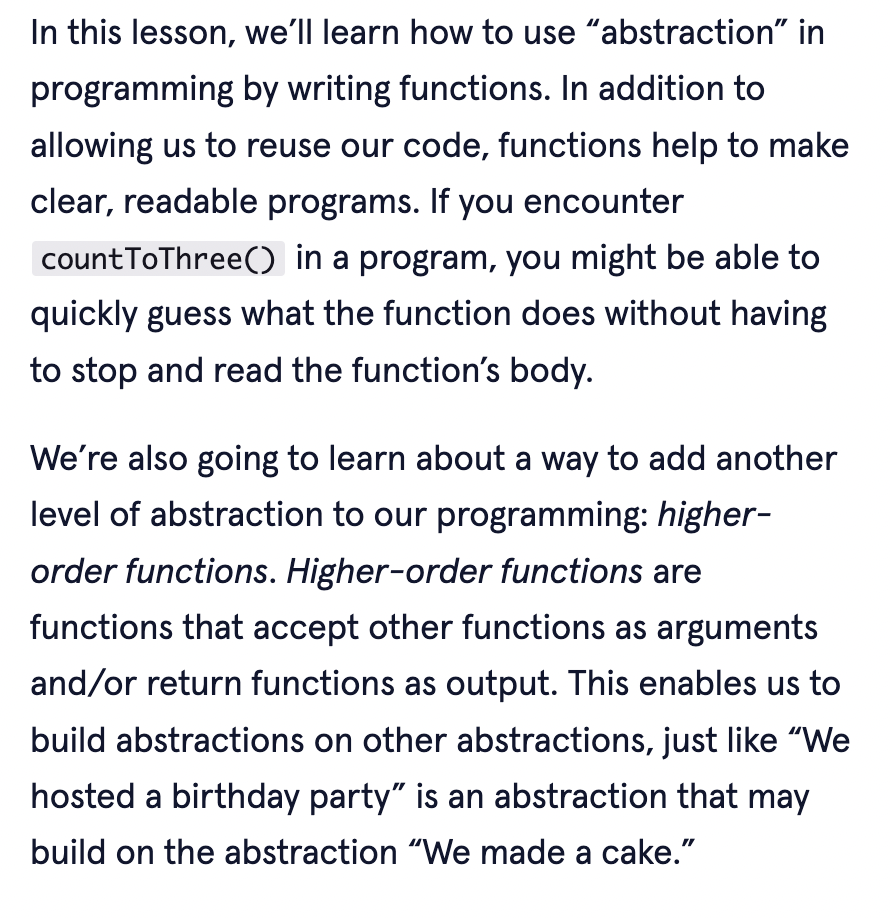 In this lesson, we’ll learn how to use “abstraction” in
programming by writing functions. In addition to
allowing us to reuse our code, functions help to make
clear, readable programs. If you encounter
countToThree() in a program, you might be able to
quickly guess what the function does without having
to stop and read the function’s body.
We’re also going to learn about a way to add another
level of abstraction to our programming: higher-
order functions. Higher-order functions are
functions that accept other functions as arguments
and/or return functions as output. This enables us to
build abstractions on other abstractions, just like “We
hosted a birthday party” is an abstraction that may
build on the abstraction “We made a cake.”